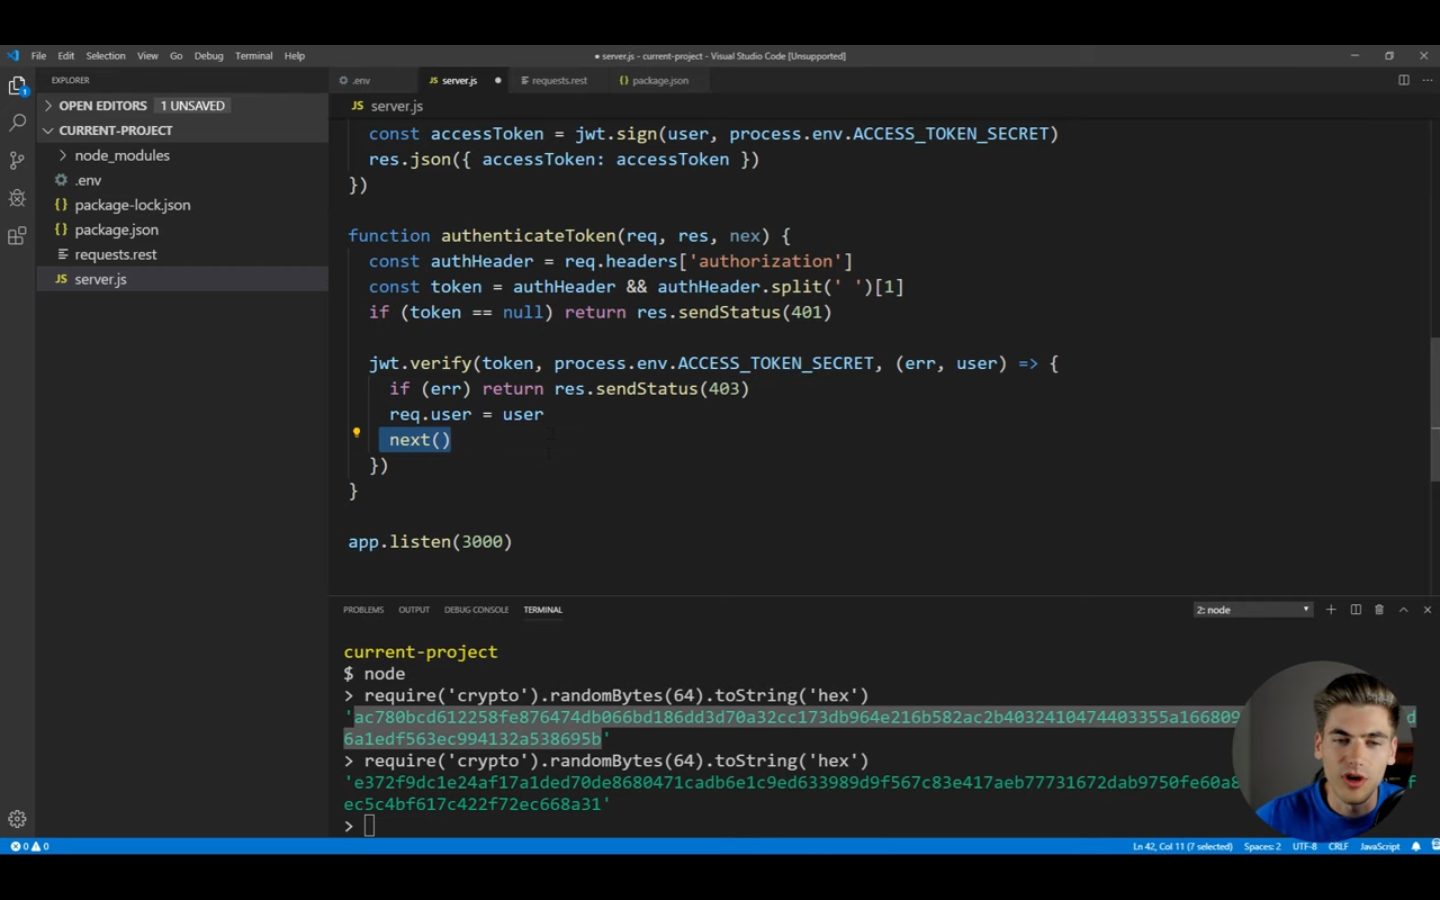 File Edit Selection View Go Debug Terminal Help
● server.js - current-project - Visual Studio Code [Unsupported]
EXPLORER
.env
JS server.js ●
requests.rest
{} package.json
OPEN EDITORS 1 UNSAVED
CURRENT-PROJECT
node_modules
.env
{} package-lock.json
{} package.json
requests.rest
JS server.js
1
JS server.js
const accessToken = jwt.sign(user, process.env.ACCESS_TOKEN_SECRET)
res.json({ accessToken: accessToken })
})
function authenticateToken(req, res, nex) {
const authHeader = req.headers['authorization']
const token = authHeader && authHeader.split(' ')[1]
if (token == null) return res.sendStatus(401)
jwt.verify(token, process.env.ACCESS_TOKEN_SECRET, (err, user) => {
if (err) return res.sendStatus(403)
req.user = user
next()
})
}
app.listen(3000)
PROBLEMS OUTPUT DEBUG CONSOLE TERMINAL
2: node
current-project
$ node
> require('crypto').randomBytes(64).toString('hex')
'ac780bcd612258fe876474db066bd186dd3d70a32cc173db964e216b582ac2b4032410474403355a166809 d
6a1edf563ec994132a538695b'
> require('crypto').randomBytes(64).toString('hex')
'e372f9dc1e24af17a1ded70de8680471cadb6e1c9ed633989d9f567c83e417aeb77731672dab9750fe60a8 f
ec5c4bf617c422f72ec668a31'
>
0 0
Ln 42, Col 11 (7 selected) Spaces: 2 UTF-8 CRLF JavaScript